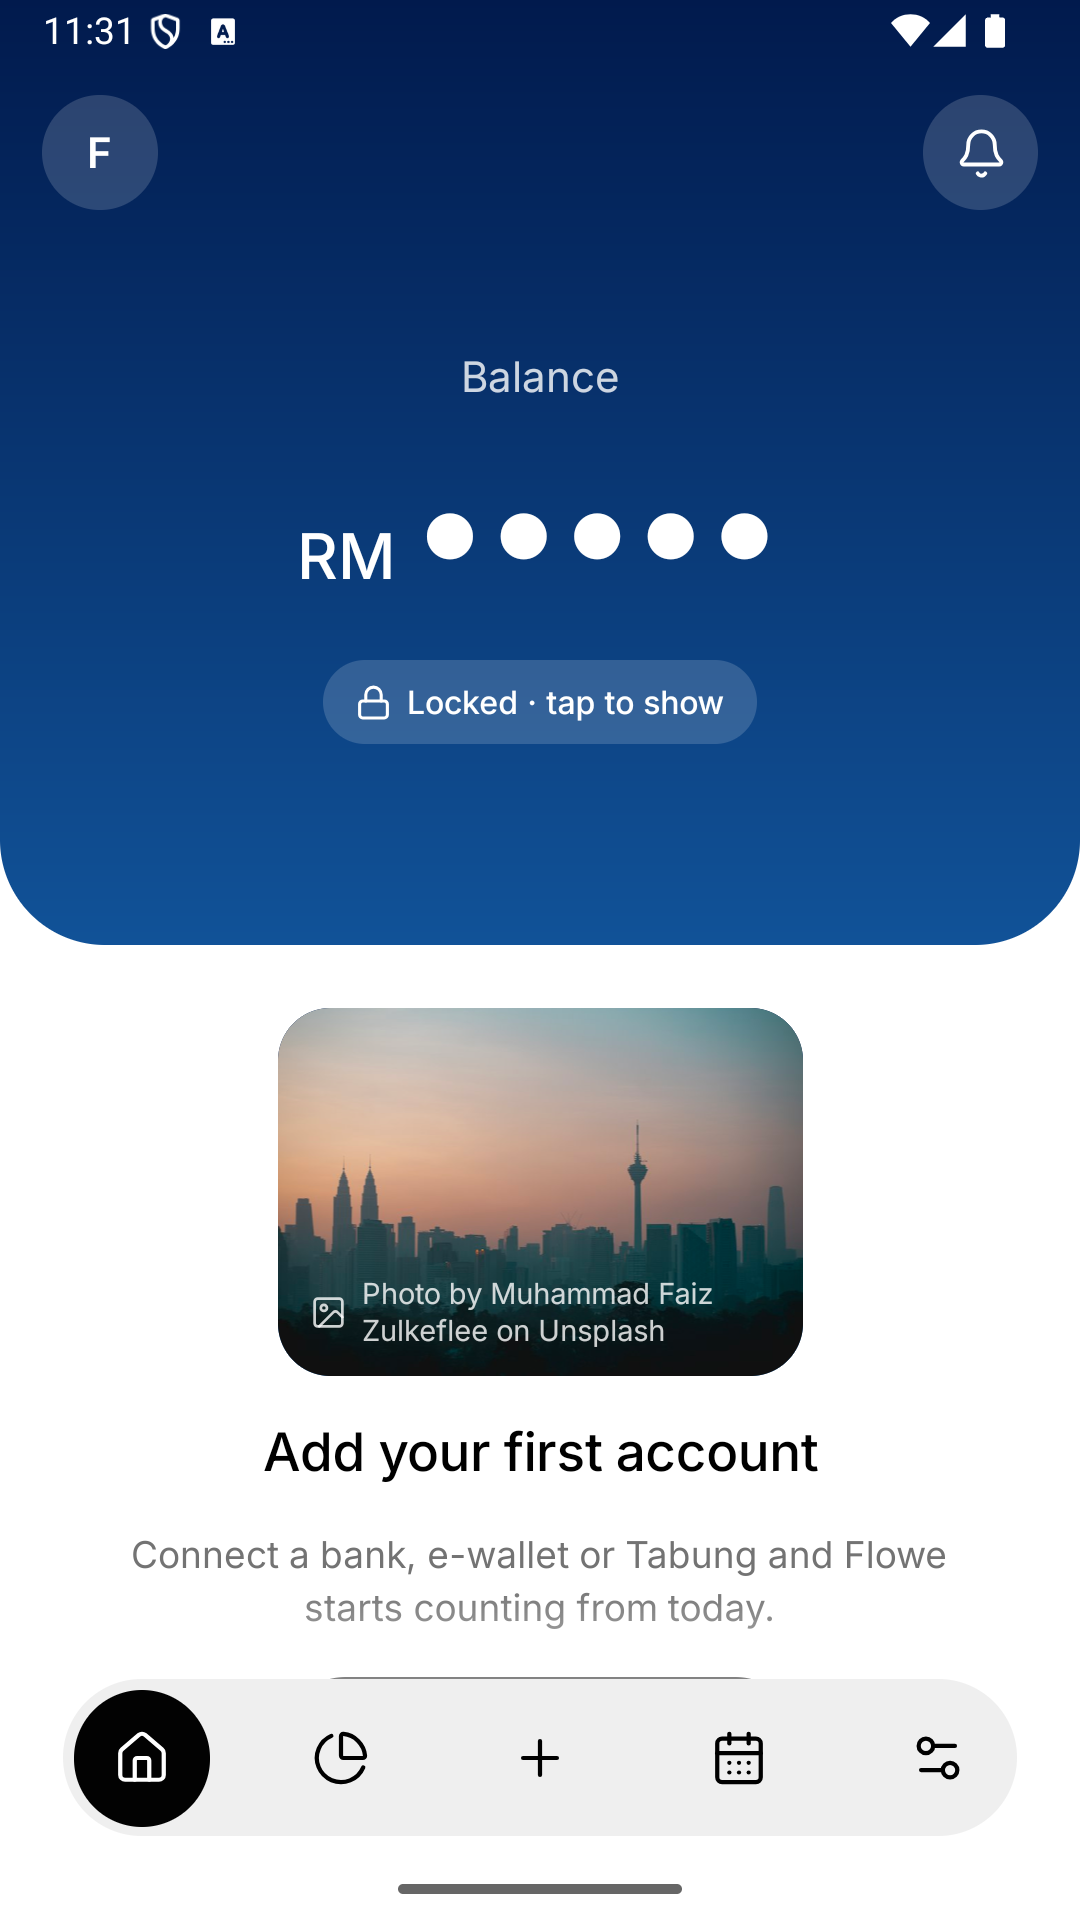 11:31
F
Balance
RM ●●●●●
Locked · tap to show
Photo by Muhammad Faiz
Zulkeflee on Unsplash
Add your first account
Connect a bank, e-wallet or Tabung and Flowe
starts counting from today.